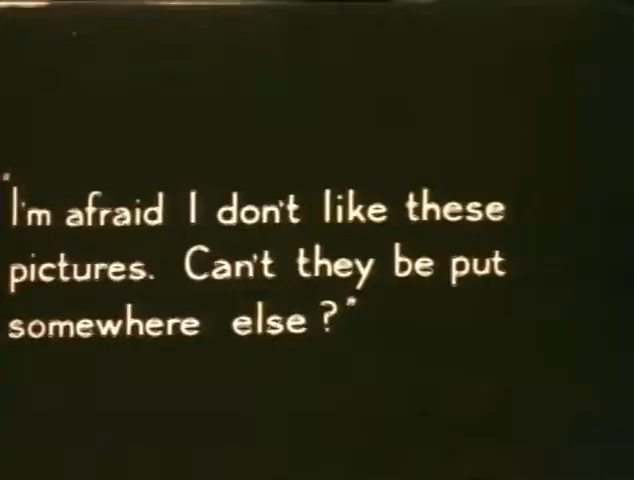 "I'm afraid I don't like these
pictures. Can't they be put
somewhere else?"